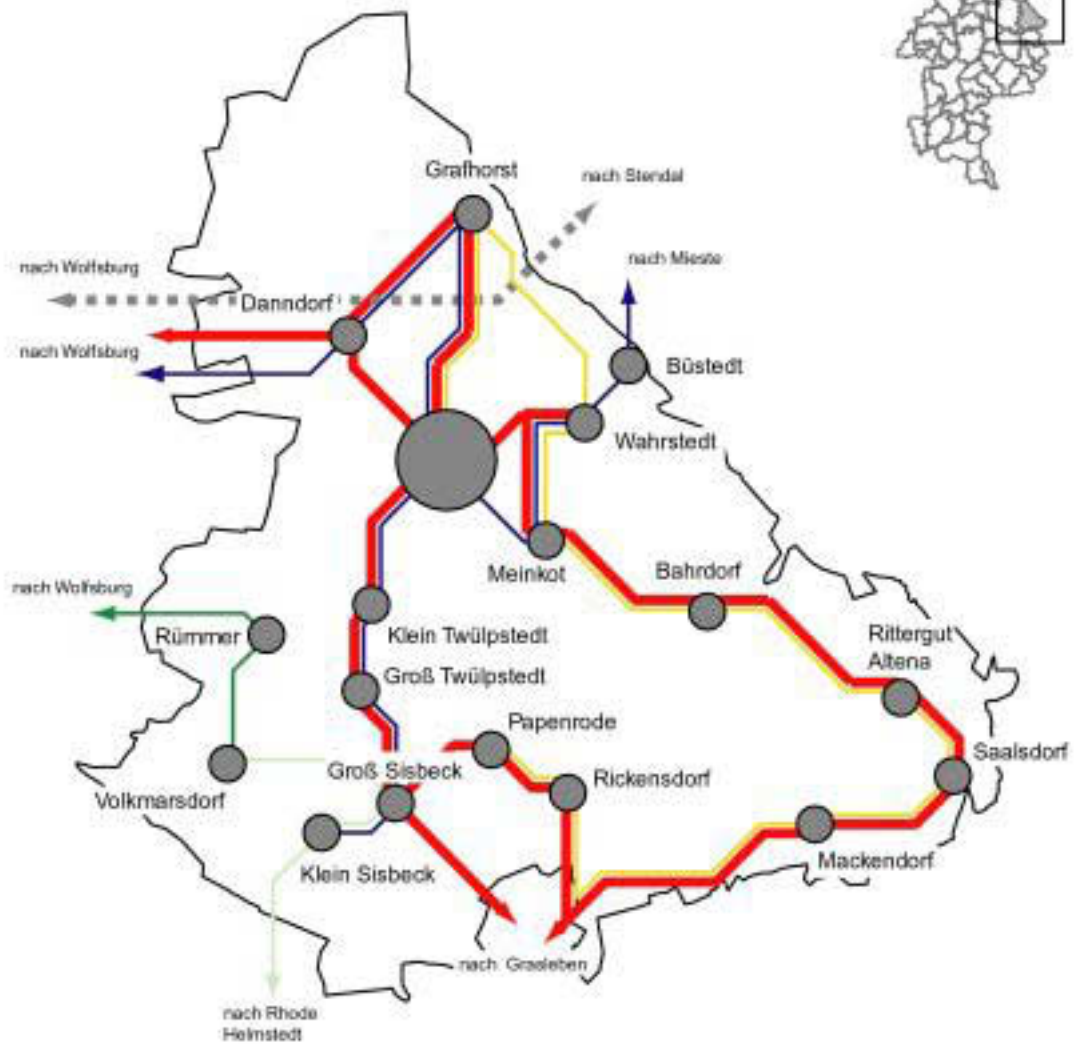 Grafhorst
nach Stendal
nach Wolfsburg
nach Mieste
Danndorf
nach Wolfsburg
Büstedt
Wahrstedt
Meinkot
Bahrdorf
nach Wolfsburg
Rümmer
Klein Twülpstedt
Rittergut
Altena
Groß Twülpstedt
Papenrode
Saalsdorf
Groß Sisbeck
Rickensdorf
Volkmarsdorf
Mackendorf
Klein Sisbeck
nach Grasleben
nach Rhode
Helmstedt